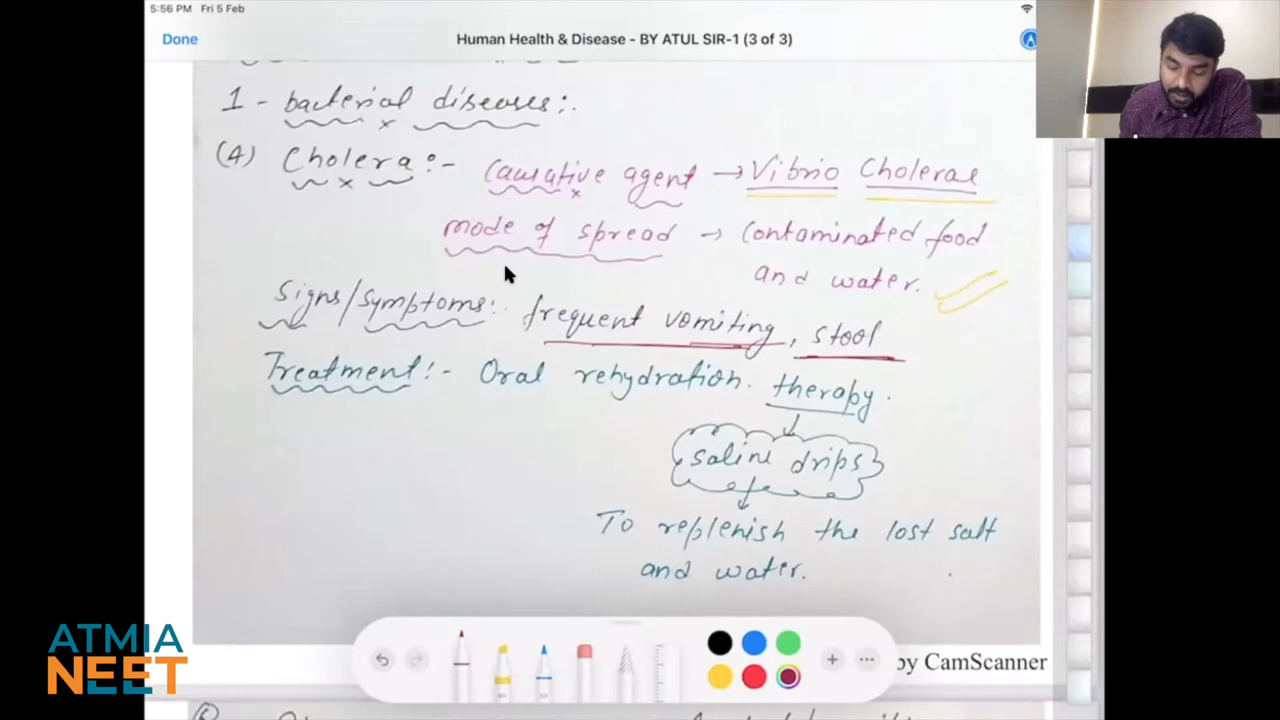 5:56 PM Fri 5 Feb
Done
Human Health & Disease - BY ATUL SIR-1 (3 of 3)
1 - bacterial diseases:.
(A) Cholera :- Causative agent → Vibrio Cholerae
mode of spread → Contaminated food
and water.
Signs/Symptoms:. frequent vomiting, stool
Treatment:- Oral rehydration. therapy.
saline drips
To replenish the lost salt
and water.
by CamScanner
ATMIA
NEET